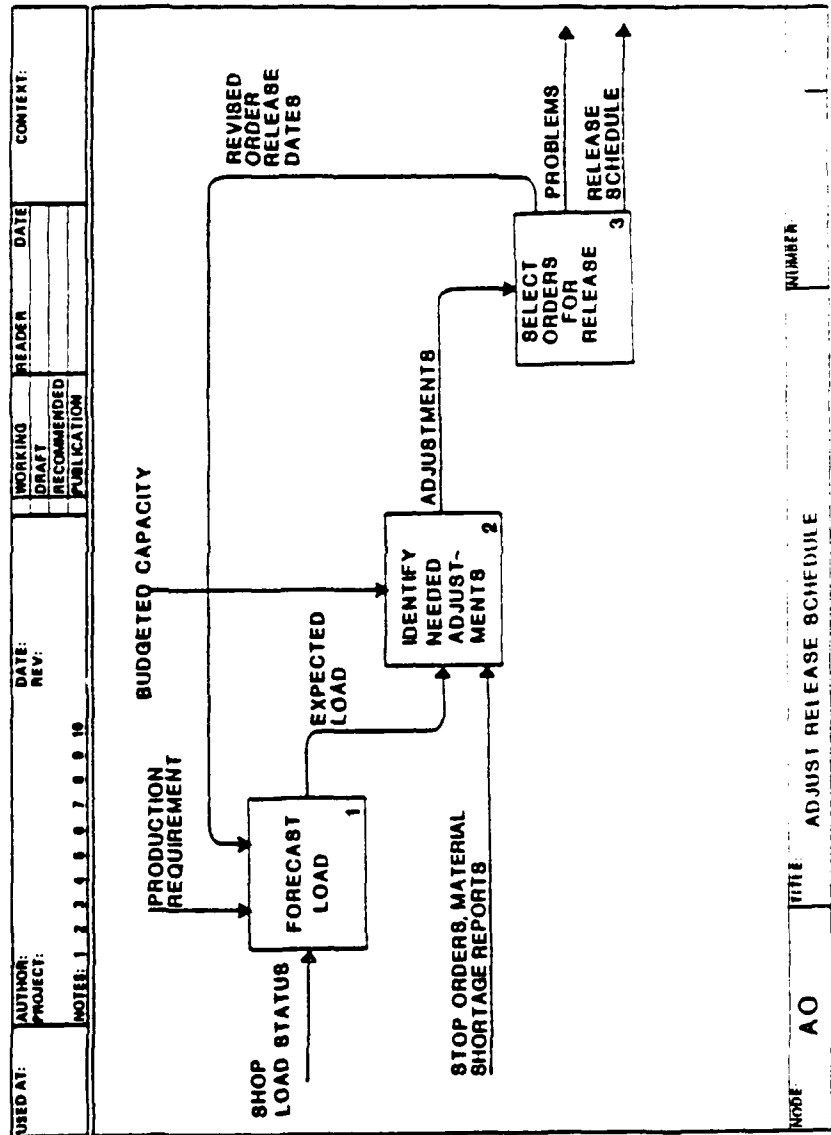 USED AT:
AUTHOR:
PROJECT:
NOTES: 1 2 3 4 5 6 7 8 9 10
DATE:
REV:
WORKING
DRAFT
RECOMMENDED
PUBLICATION
READER
DATE
CONTEXT:
PRODUCTION
REQUIREMENT
BUDGETED CAPACITY
REVISED
ORDER
RELEASE
DATES
SHOP
LOAD STATUS
FORECAST
LOAD
1
EXPECTED
LOAD
STOP ORDERS, MATERIAL
SHORTAGE REPORTS
IDENTIFY
NEEDED
ADJUST-
MENTS
2
ADJUSTMENTS
SELECT
ORDERS
FOR
RELEASE
3
PROBLEMS
RELEASE
SCHEDULE
NODE:
AO
TITLE:
ADJUST RELEASE SCHEDULE
NUMBER: